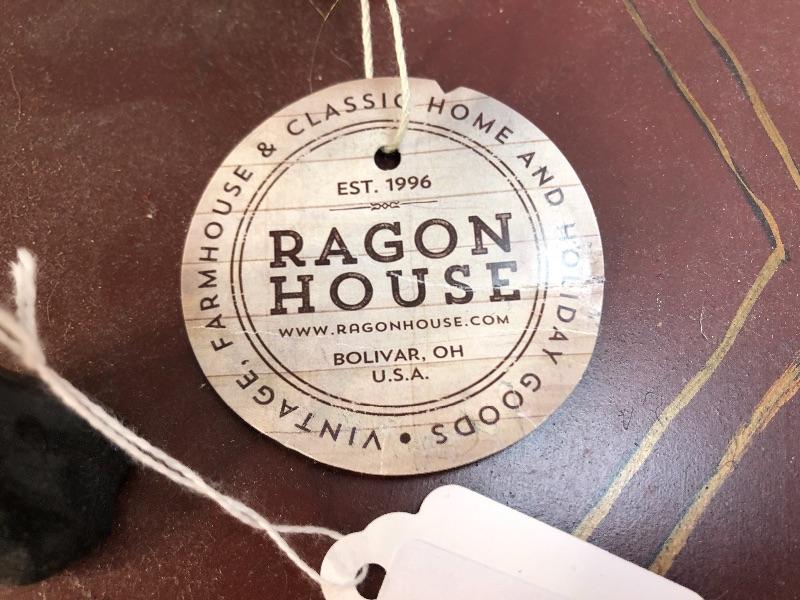 VINTAGE, FARMHOUSE & CLASSIC HOME AND HOLIDAY GOODS •
EST. 1996
RAGON
HOUSE
WWW.RAGONHOUSE.COM
BOLIVAR, OH
U.S.A.